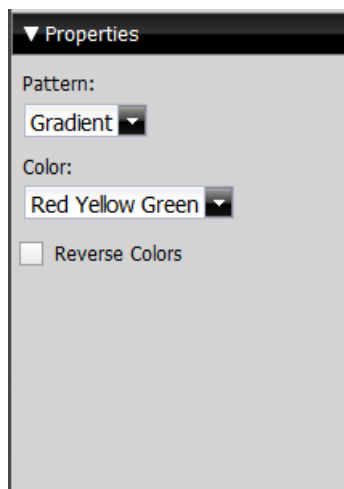 Properties
Pattern:
Gradient
Color:
Red Yellow Green
Reverse Colors